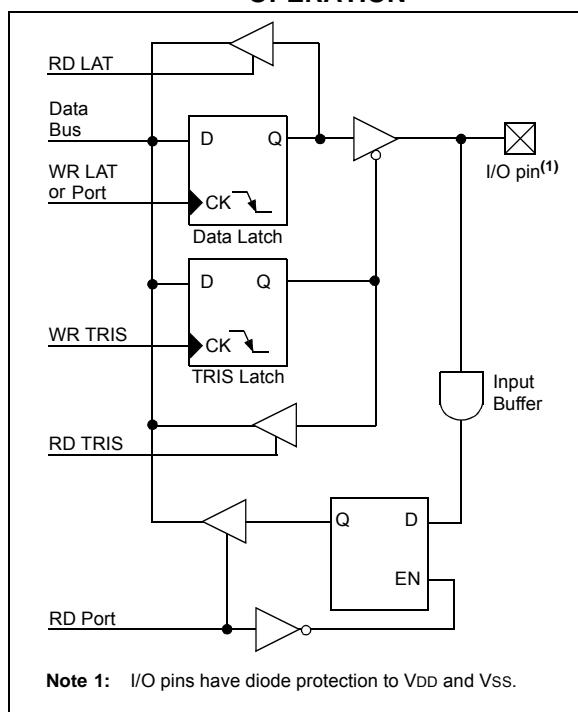 OPERATION
RD LAT
Data
Bus
D Q
WR LAT
or Port
CK
Data Latch
I/O pin(1)
D Q
WR TRIS
CK
TRIS Latch
Input
Buffer
RD TRIS
Q D
EN
RD Port
Note 1: I/O pins have diode protection to VDD and VSS.